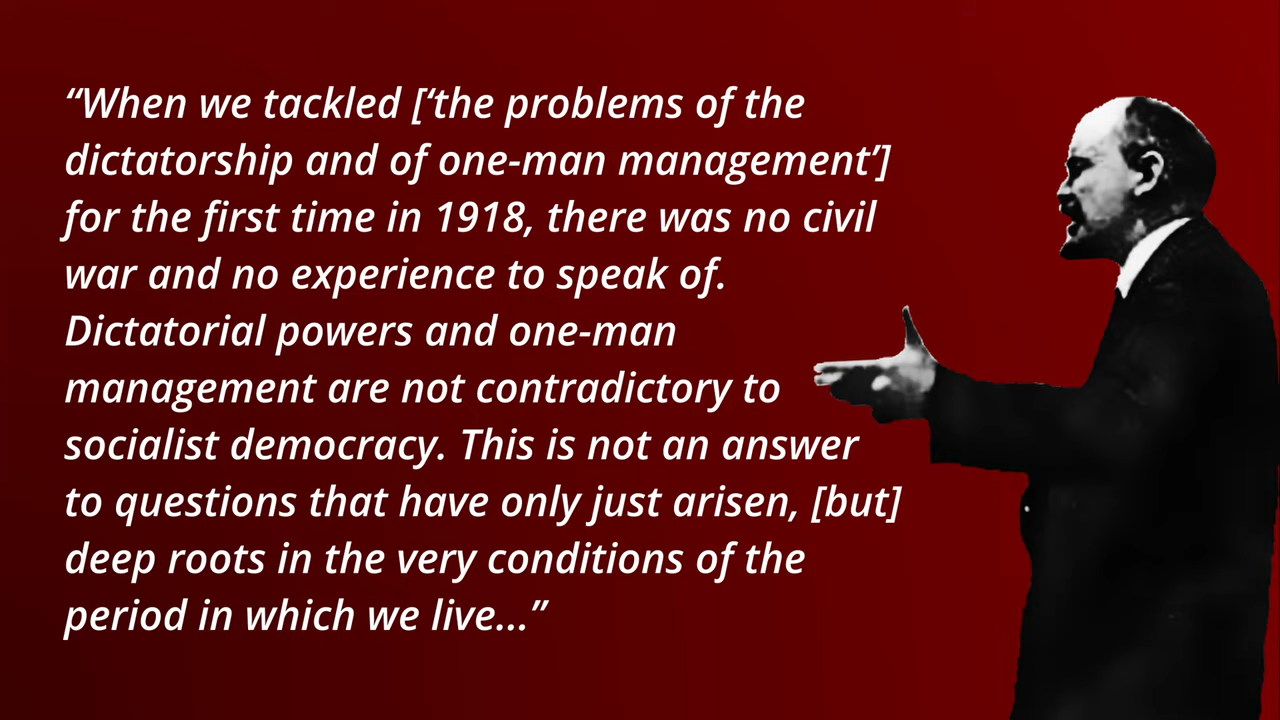 “When we tackled [‘the problems of the
dictatorship and of one-man management’]
for the first time in 1918, there was no civil
war and no experience to speak of.
Dictatorial powers and one-man
management are not contradictory to
socialist democracy. This is not an answer
to questions that have only just arisen, [but]
deep roots in the very conditions of the
period in which we live...”